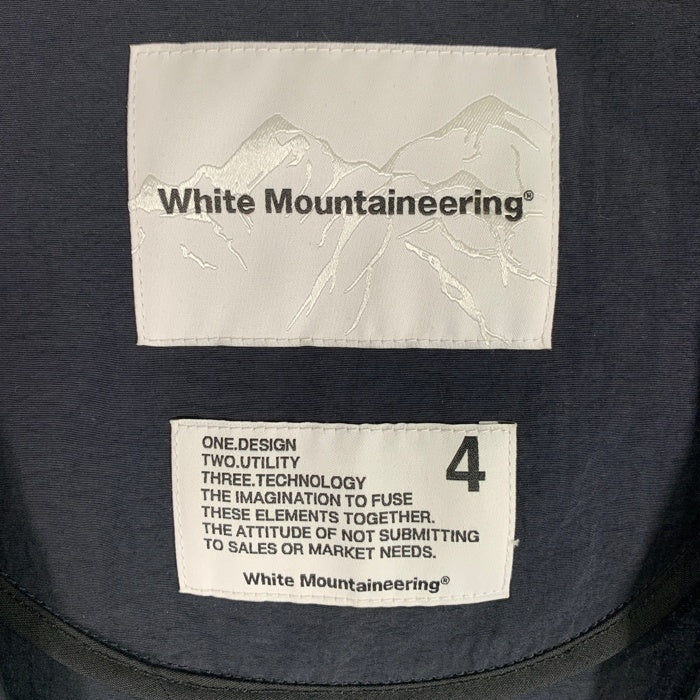 White Mountaineering®
ONE.DESIGN
TWO.UTILITY
THREE.TECHNOLOGY
THE IMAGINATION TO FUSE
THESE ELEMENTS TOGETHER.
THE ATTITUDE OF NOT SUBMITTING
TO SALES OR MARKET NEEDS.
4
White Mountaineering®